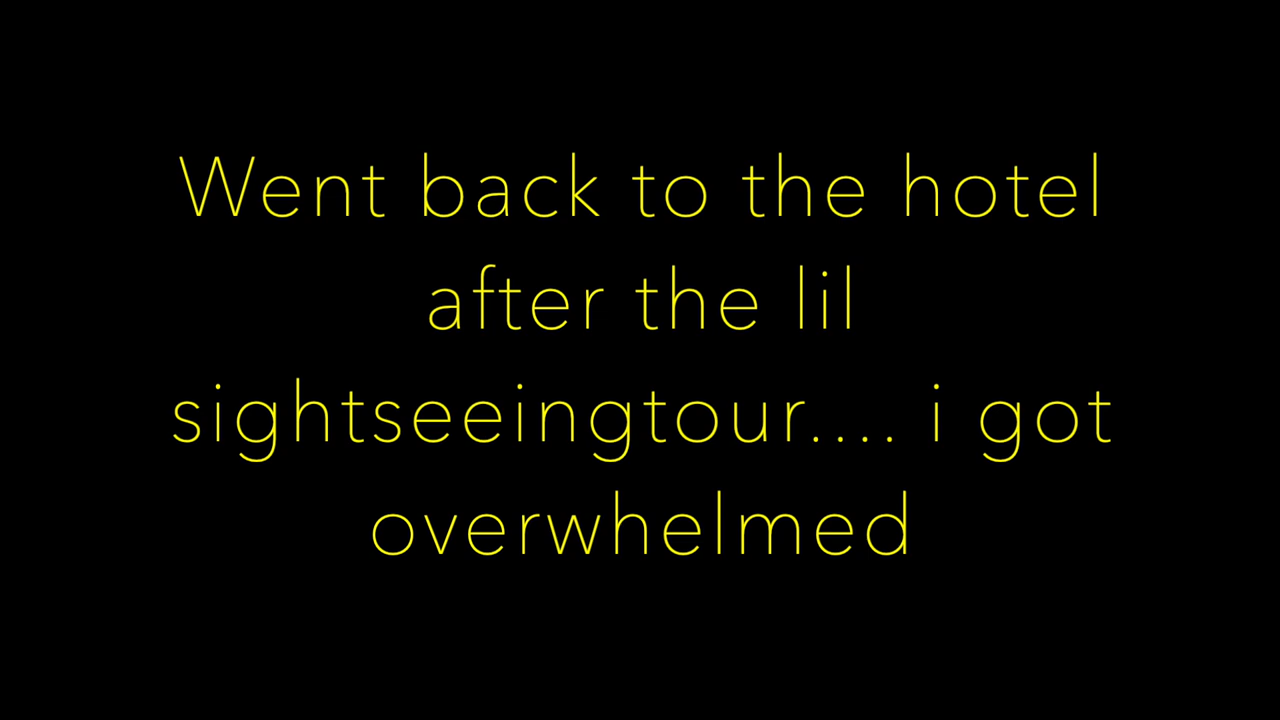 Went back to the hotel
after the lil
sightseeingtour.... i got
overwhelmed